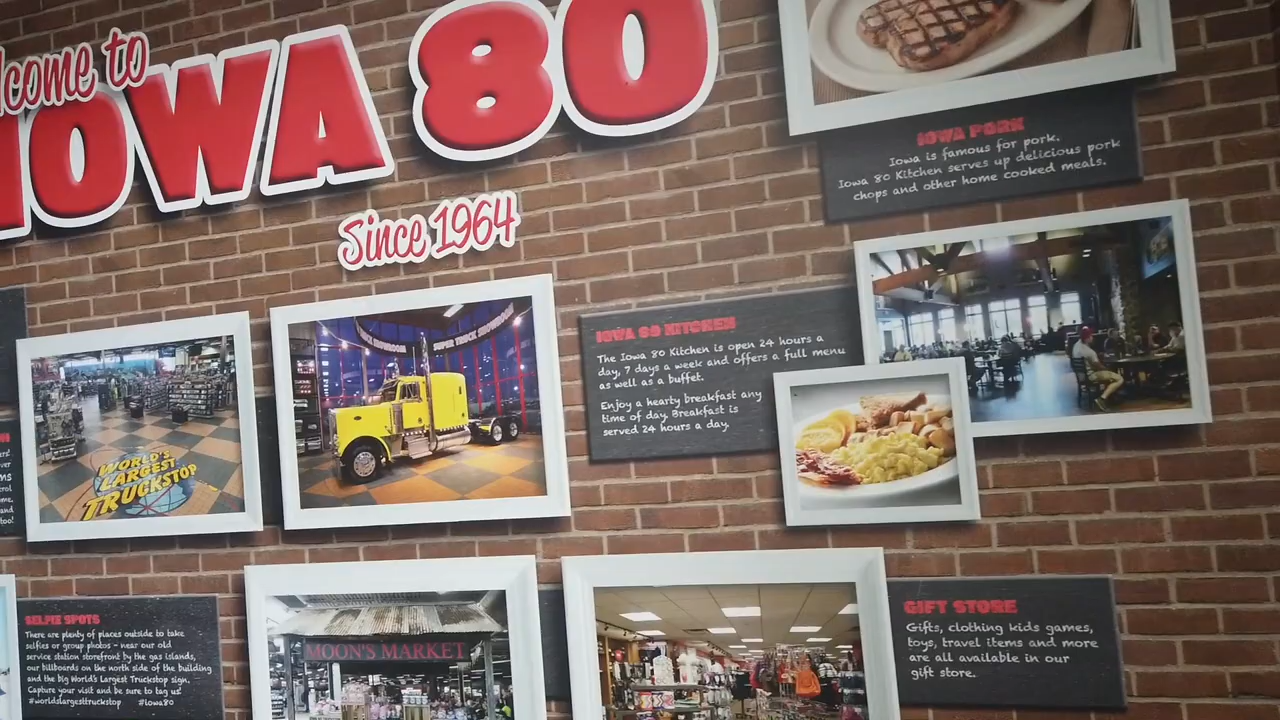 lcome to
IOWA 80
Since 1964
IOWA PORK
Iowa is famous for pork.
Iowa 80 Kitchen serves up delicious pork
chops and other home cooked meals.
IOWA 80 KITCHEN
The Iowa 80 Kitchen is open 24 hours a
day, 7 days a week and offers a full menu
as well as a buffet.
Enjoy a hearty breakfast any
time of day. Breakfast is
served 24 hours a day.
SUPER TRUCK SHOWROOM
WORLD'S
LARGEST
TRUCKSTOP
and
too!
SELFIE SPOTS
There are plenty of places outside to take
selfies or group photos - near our old
service station storefront by the gas islands,
our billboards on the north side of the building
and the big World's Largest Truckstop sign.
Capture your visit and be sure to tag us!
#worldslargesttruckstop #iowa80
MOON'S MARKET
GIFT STORE
Gifts, clothing kids games,
toys, travel items and more
are all available in our
gift store.